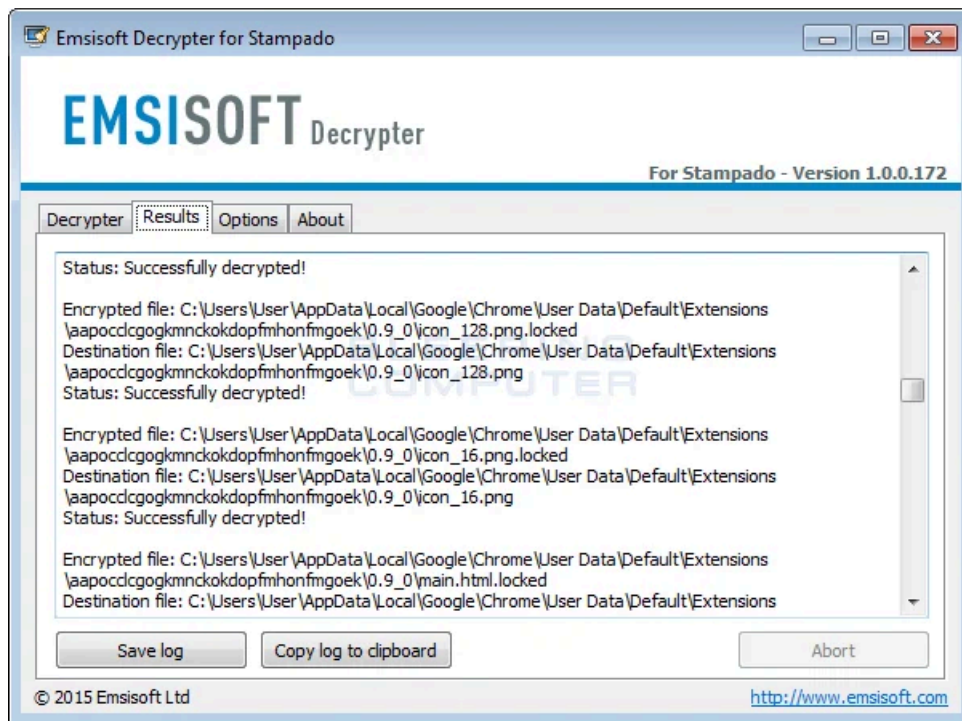 Emsisoft Decrypter for Stampado
EMSISOFT Decrypter
For Stampado - Version 1.0.0.172
Decrypter Results Options About
Status: Successfully decrypted!
Encrypted file: C:\Users\User\AppData\Local\Google\Chrome\User Data\Default\Extensions
\aapocclcgogkmnckokdopfmhonfmgoek\0.9_0\icon_128.png.locked
Destination file: C:\Users\User\AppData\Local\Google\Chrome\User Data\Default\Extensions
\aapocclcgogkmnckokdopfmhonfmgoek\0.9_0\icon_128.png
Status: Successfully decrypted!
BLEEPING
COMPUTER
Encrypted file: C:\Users\User\AppData\Local\Google\Chrome\User Data\Default\Extensions
\aapocclcgogkmnckokdopfmhonfmgoek\0.9_0\icon_16.png.locked
Destination file: C:\Users\User\AppData\Local\Google\Chrome\User Data\Default\Extensions
\aapocclcgogkmnckokdopfmhonfmgoek\0.9_0\icon_16.png
Status: Successfully decrypted!
Encrypted file: C:\Users\User\AppData\Local\Google\Chrome\User Data\Default\Extensions
\aapocclcgogkmnckokdopfmhonfmgoek\0.9_0\main.html.locked
Destination file: C:\Users\User\AppData\Local\Google\Chrome\User Data\Default\Extensions
Save log Copy log to clipboard Abort
© 2015 Emsisoft Ltd http://www.emsisoft.com